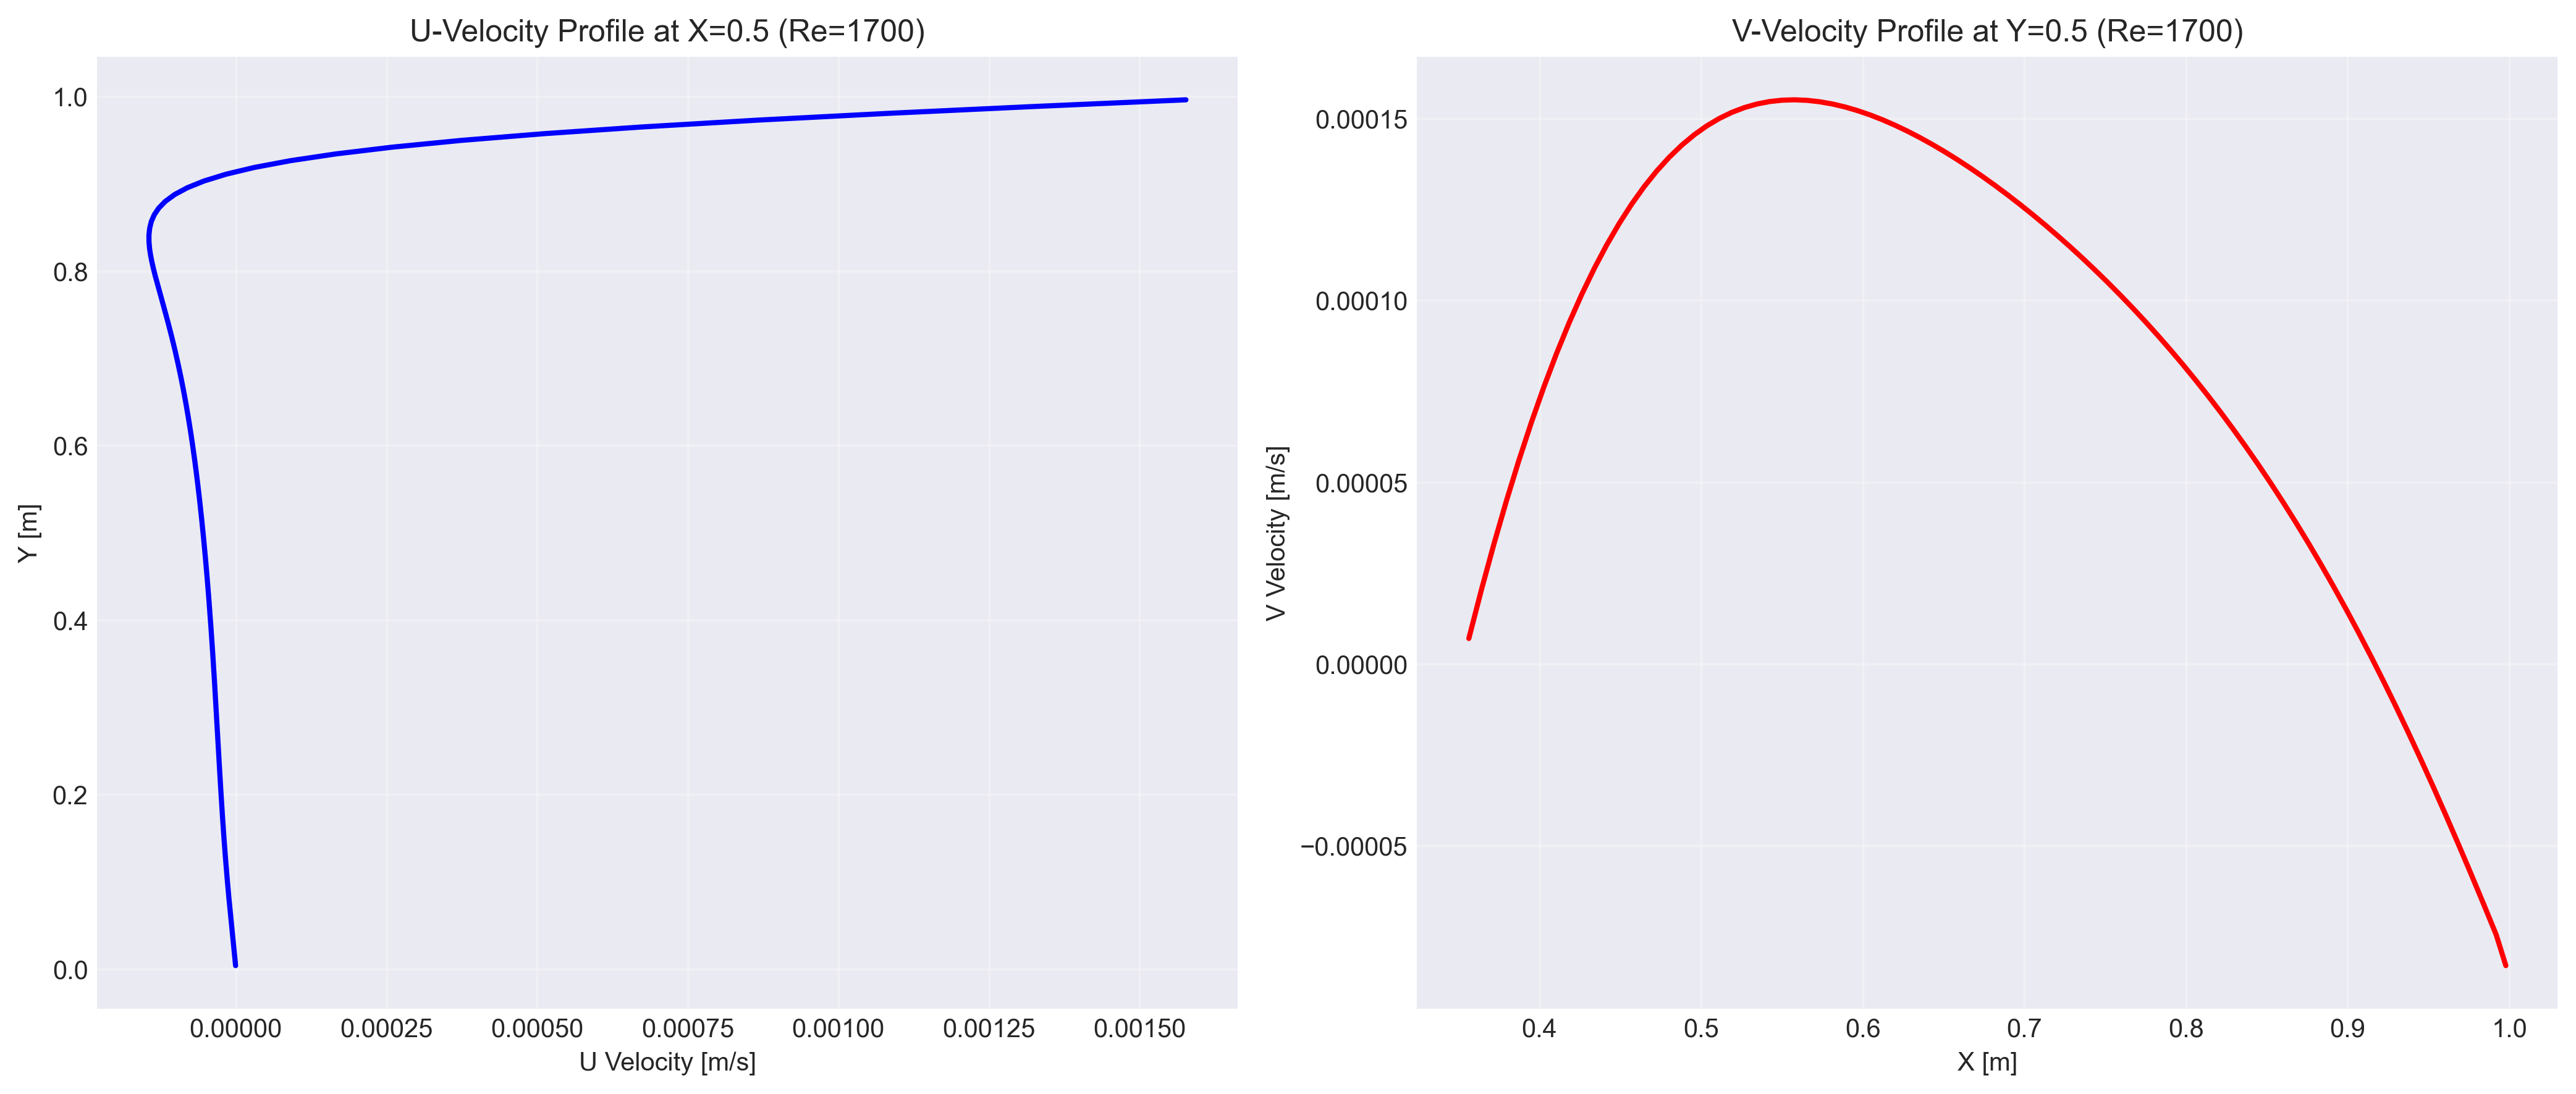 U-Velocity Profile at X=0.5 (Re=1700)
1.0
0.8
0.6
0.4
0.2
0.0
Y [m]
0.00000 0.00025 0.00050 0.00075 0.00100 0.00125 0.00150
U Velocity [m/s]
V-Velocity Profile at Y=0.5 (Re=1700)
0.00015
0.00010
0.00005
0.00000
−0.00005
V Velocity [m/s]
0.4 0.5 0.6 0.7 0.8 0.9 1.0
X [m]